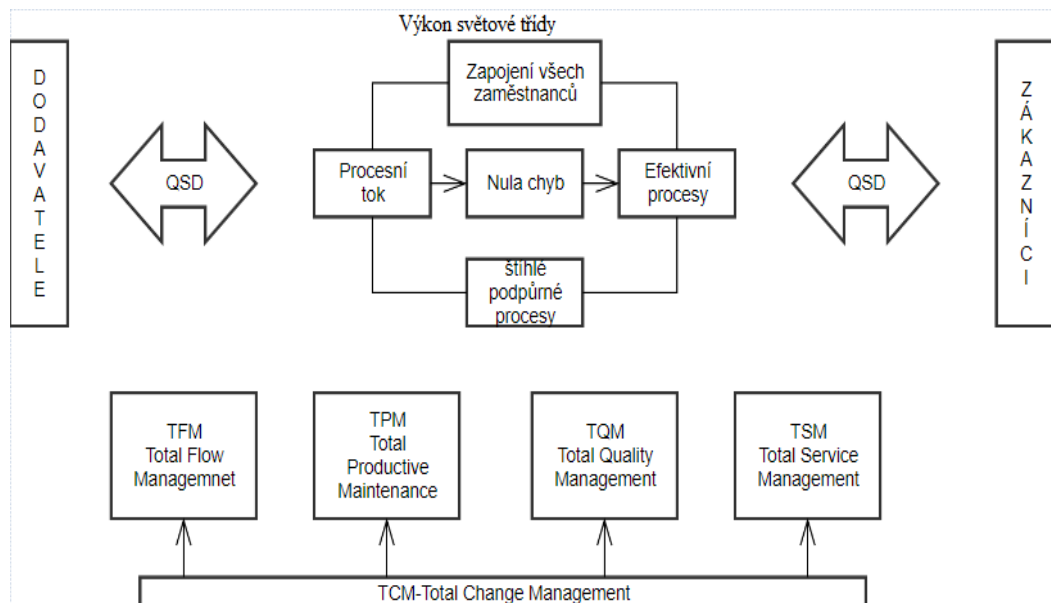 Výkon světové třídy
D
O
D
A
V
A
T
E
L
E
QSD
Zapojení všech
zaměstnanců
Procesní
tok
Nula chyb
Efektivní
procesy
štíhlé
podpůrné
procesy
QSD
Z
Á
K
A
Z
N
Í
C
I
TFM
Total Flow
Managemnet
TPM
Total
Productive
Maintenance
TQM
Total Quality
Management
TSM
Total Service
Management
TCM-Total Change Management